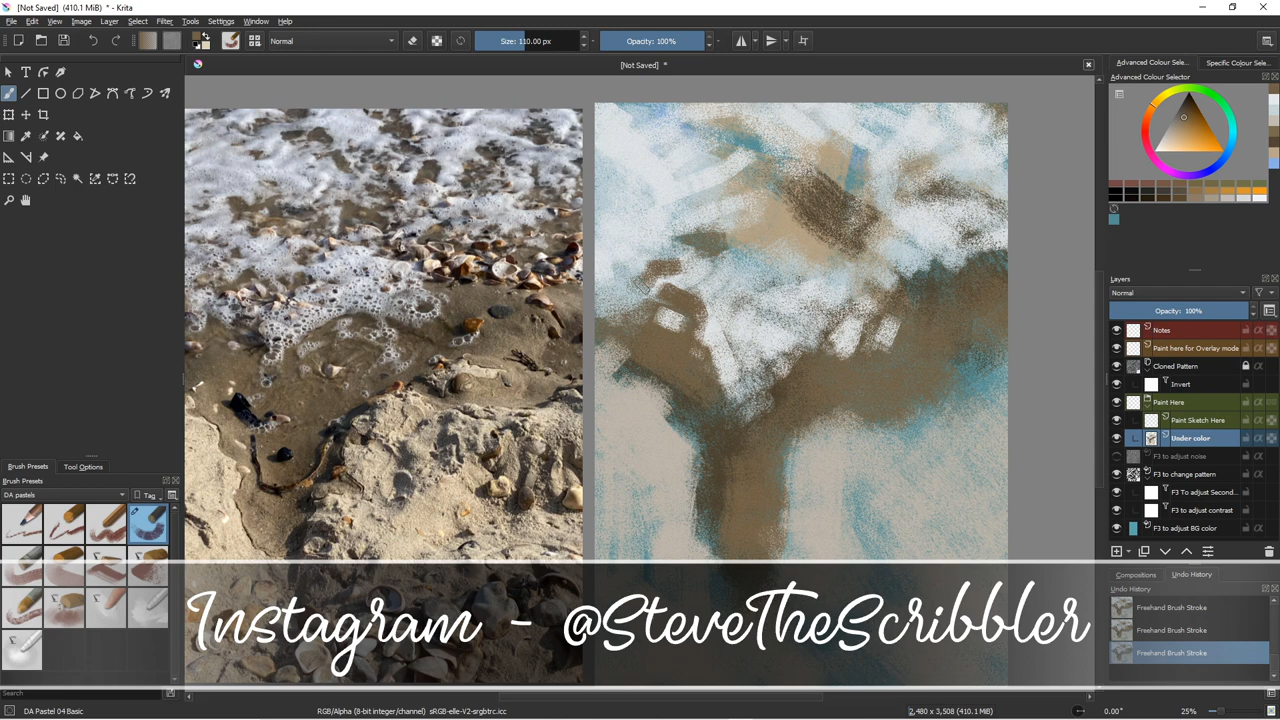 [Not Saved] (410.1 MiB) * - Krita
File Edit View Image Layer Select Filter Tools Settings Window Help
Normal
Size: 110.00 px
Opacity: 100%
[Not Saved] *
Advanced Colour Sele...
Specific Colour Sele...
Advanced Colour Selector
Layers
Normal
Opacity: 100%
Notes
Paint here for Overlay mode
Cloned Pattern
Invert
Paint Here
Paint Sketch Here
Under color
F3 to adjust noise
F3 to change pattern
F3 To adjust Second...
F3 to adjust contrast
F3 to adjust BG color
Brush Presets
Tool Options
Brush Presets
DA pastels
Tag
Instagram - @SteveTheScribbler
Compositions
Undo History
Undo History
Freehand Brush Stroke
Freehand Brush Stroke
Freehand Brush Stroke
Search
DA Pastel 04 Basic
RGB/Alpha (8-bit integer/channel) sRGB-elle-V2-srgbtrc.icc
2,480 x 3,508 (410.1 MiB)
0.00°
25%